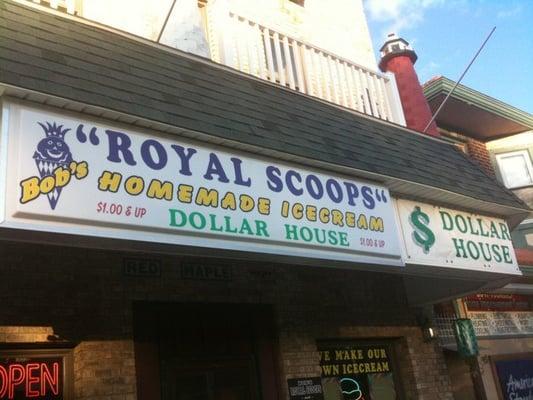 "ROYAL SCOOPS"
Bob's HOMEMADE ICECREAM
$1.00 & UP DOLLAR HOUSE $1.00 & UP
$ DOLLAR
HOUSE
RED MAPLE
OPEN
WE MAKE OUR
OWN ICECREAM